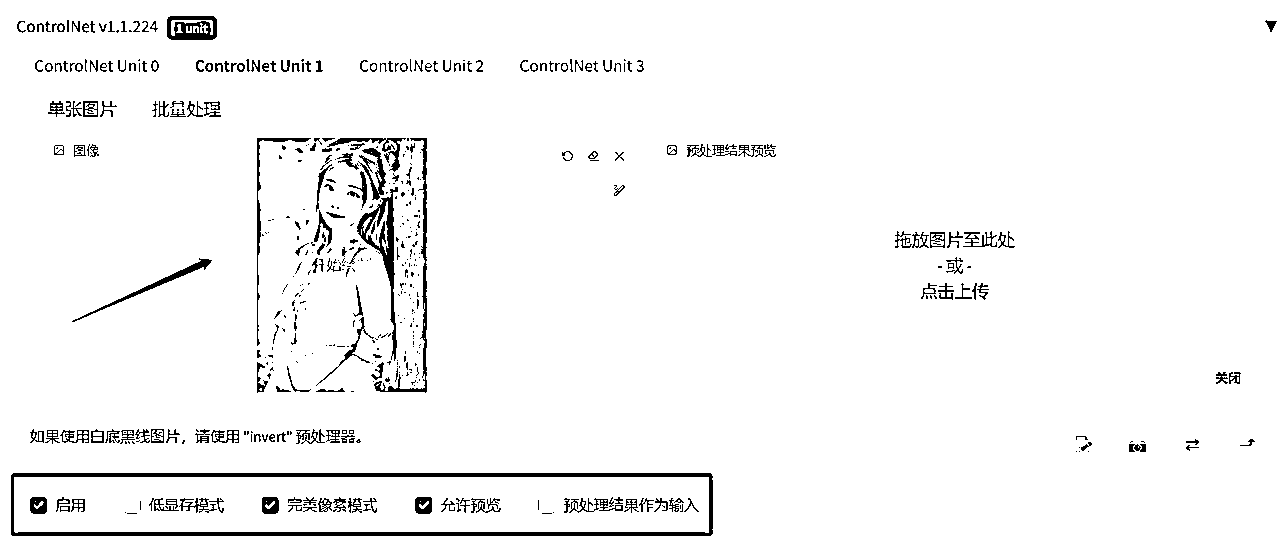 ControlNet v1.1.224 [1 unit]
ControlNet Unit 0 ControlNet Unit 1 ControlNet Unit 2 ControlNet Unit 3
单张图片 批量处理
图像
预处理结果预览
开始绘
拖放图片至此处
- 或 -
点击上传
关闭
如果使用白底黑线图片，请使用 "invert" 预处理器。
启用 低显存模式 完美像素模式 允许预览 预处理结果作为输入